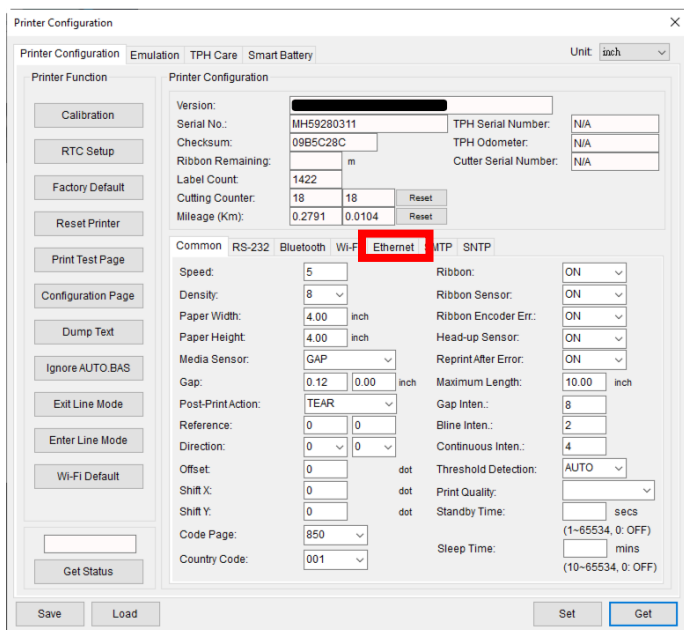 Printer Configuration
Printer Configuration Emulation TPH Care Smart Battery Unit: inch
Printer Function
Calibration
RTC Setup
Factory Default
Reset Printer
Print Test Page
Configuration Page
Dump Text
Ignore AUTO.BAS
Exit Line Mode
Enter Line Mode
Wi-Fi Default
Get Status
Printer Configuration
Version:
Serial No.: MH59280311 TPH Serial Number: N/A
Checksum: 09B5C28C TPH Odometer: N/A
Ribbon Remaining: m Cutter Serial Number: N/A
Label Count: 1422
Cutting Counter: 18 18 Reset
Mileage (Km): 0.2791 0.0104 Reset
Common RS-232 Bluetooth Ethernet SNTP
Speed: 5 Ribbon: ON
Density: 8 Ribbon Sensor: ON
Paper Width: 4.00 inch Ribbon Encoder Err.: ON
Paper Height: 4.00 inch Head-up Sensor: ON
Media Sensor: GAP Reprint After Error: ON
Gap: 0.12 0.00 inch Maximum Length: 10.00 inch
Post-Print Action: TEAR Gap Inten.: 8
Reference: 0 0 Bline Inten.: 2
Direction: 0 0 Continuous Inten.: 4
Offset: 0 dot Threshold Detection: AUTO
Shift X: 0 dot Print Quality:
Shift Y: 0 dot Standby Time: secs
(1~65534, 0: OFF)
Code Page: 850
Sleep Time: mins
Country Code: 001
(10~65534, 0: OFF)
Save Load Set Get